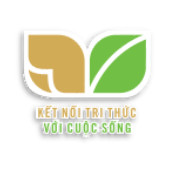 KẾT NỐI TRI THỨC
VỚI CUỘC SỐNG